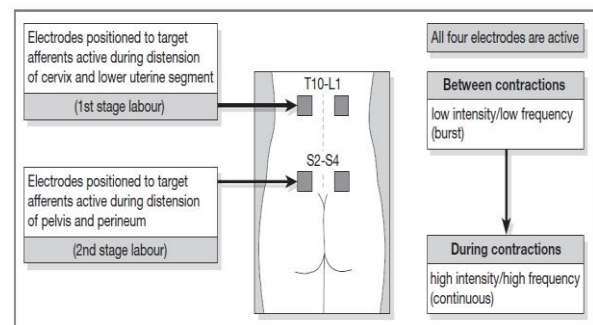 Electrodes positioned to target
afferents active during distension
of cervix and lower uterine segment
(1st stage labour)
Electrodes positioned to target
afferents active during distension
of pelvis and perineum
(2nd stage labour)
T10-L1
S2-S4
All four electrodes are active
Between contractions
low intensity/low frequency
(burst)
During contractions
high intensity/high frequency
(continuous)